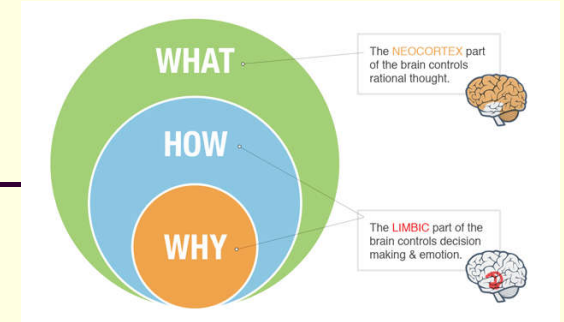 WHAT
The NEOCORTEX part
of the brain controls
rational thought.
HOW
WHY
The LIMBIC part of the
brain controls decision
making & emotion.